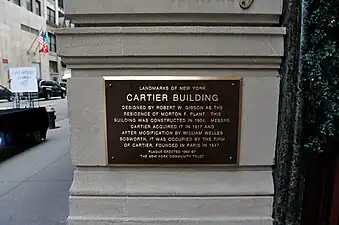 LANDMARKS OF NEW YORK
CARTIER BUILDING
DESIGNED BY ROBERT W. GIBSON AS THE
RESIDENCE OF MORTON F. PLANT, THIS
BUILDING WAS CONSTRUCTED IN 1904. MESSRS.
CARTIER ACQUIRED IT IN 1917 AND
AFTER MODIFICATION BY WILLIAM WELLES
BOSWORTH, IT WAS OCCUPIED BY THE FIRM
OF CARTIER, FOUNDED IN PARIS IN 1847.
PLAQUE ERECTED BY
THE NEW YORK COMMUNITY TRUST